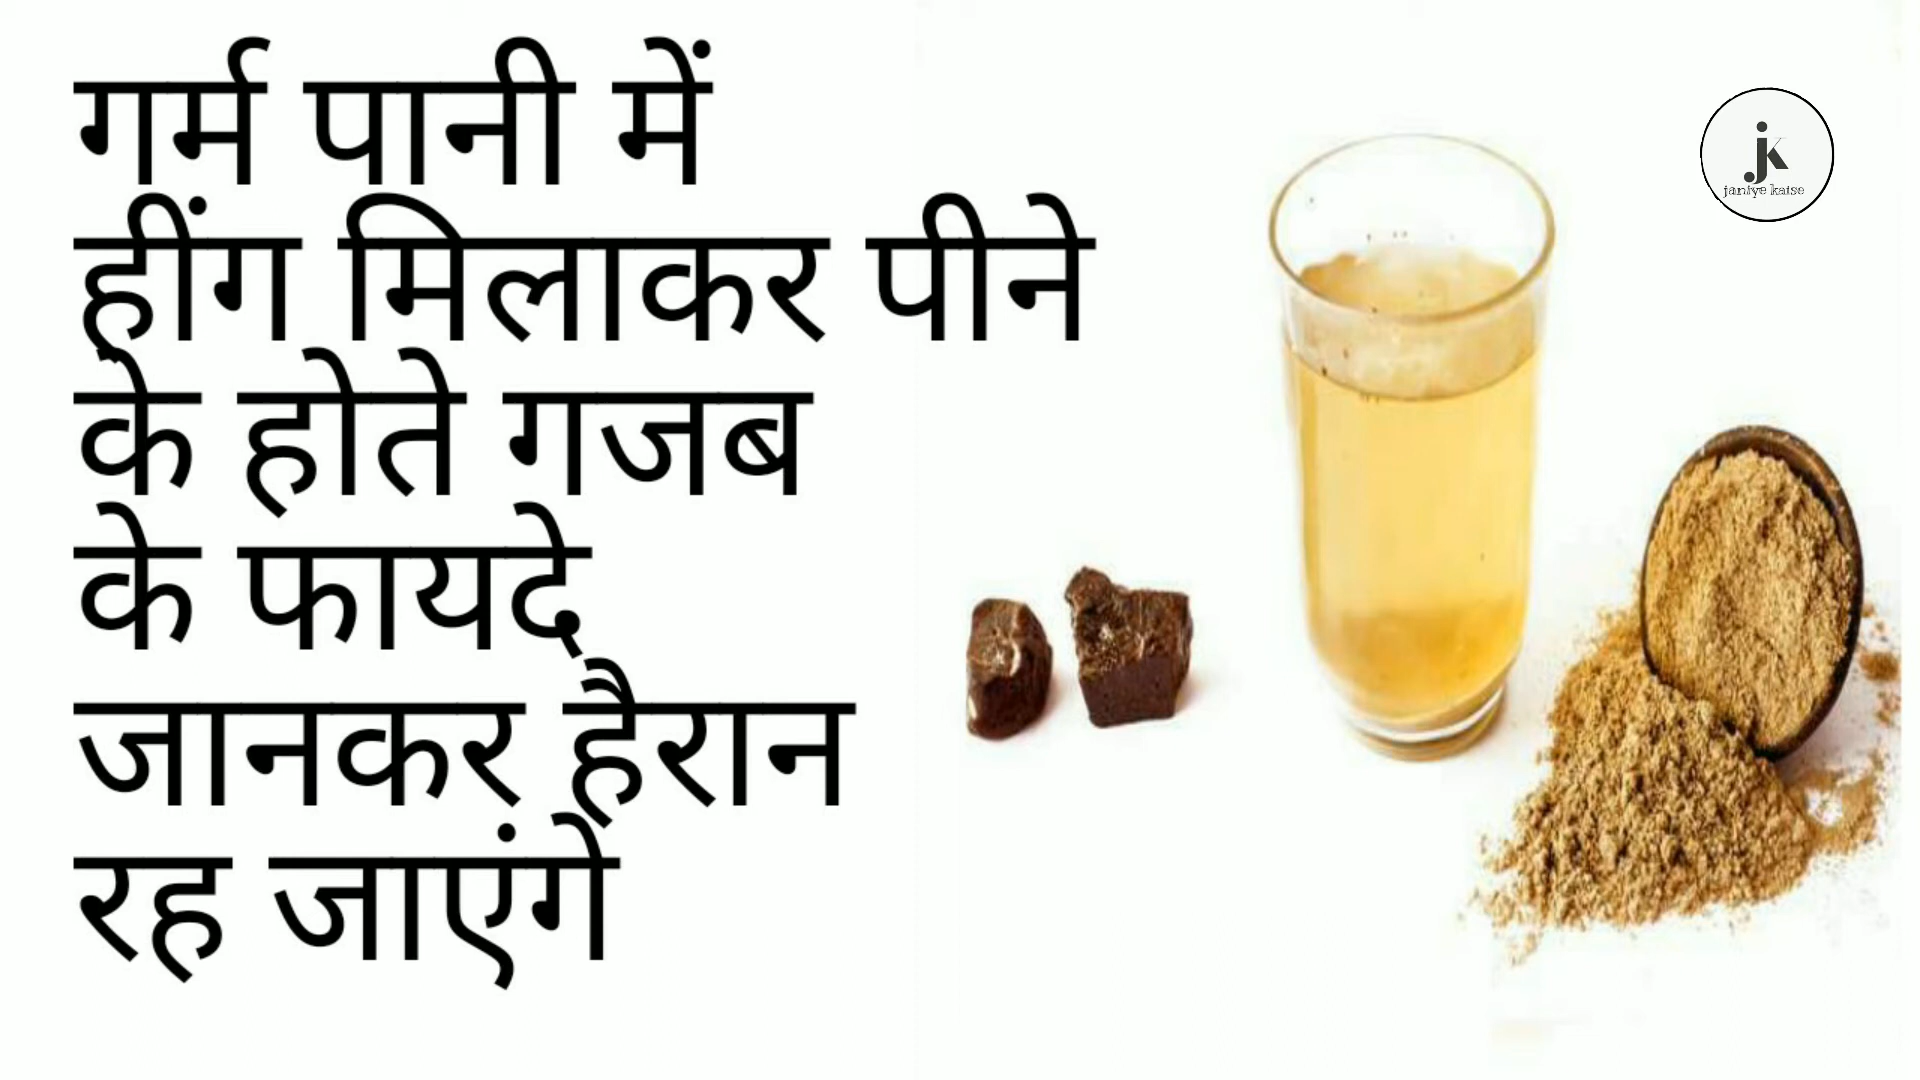 गर्म पानी में
हींग मिलाकर पीने
के होते गजब
के फायदे
जानकर हैरान
रह जाएंगे
jk
janiye kaise